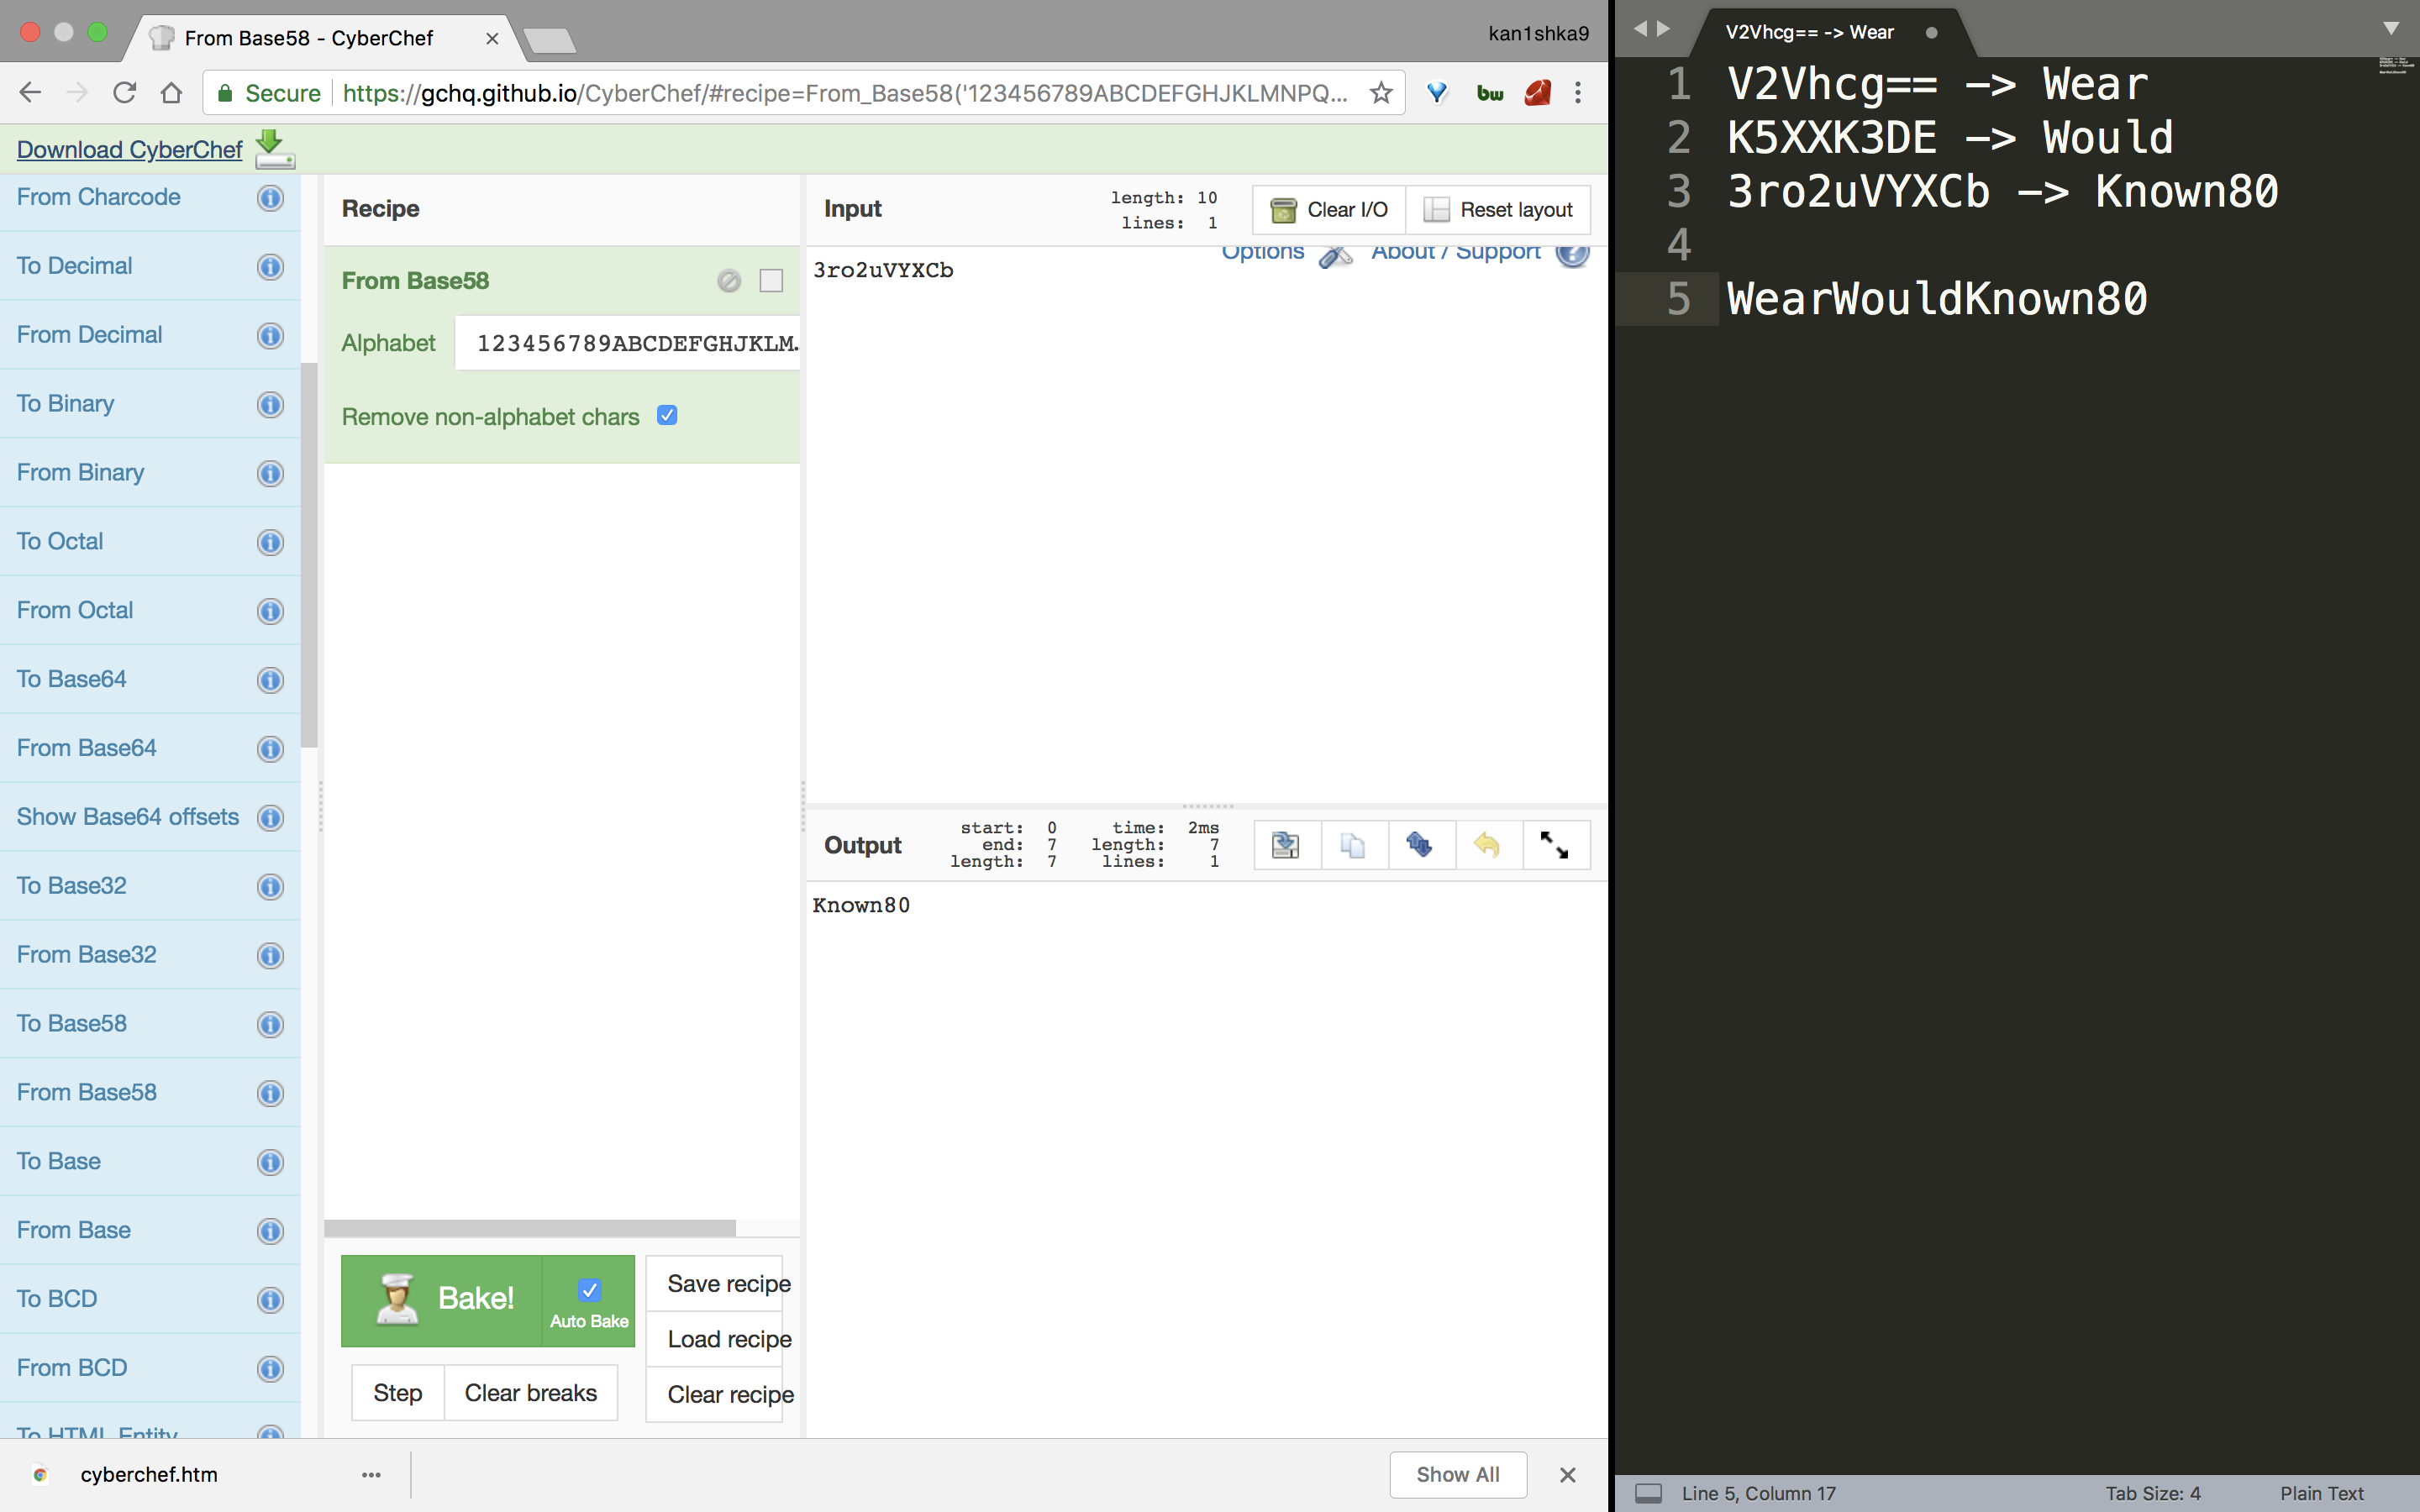 From Base58 - CyberChef
kan1shka9
Secure
https://gchq.github.io/CyberChef/#recipe=From_Base58('123456789ABCDEFGHJKLMNPQ...
bw
Download CyberChef
From Charcode
To Decimal
From Decimal
To Binary
From Binary
To Octal
From Octal
To Base64
From Base64
Show Base64 offsets
To Base32
From Base32
To Base58
From Base58
To Base
From Base
To BCD
From BCD
To HTML Entity
Recipe
From Base58
Alphabet 123456789ABCDEFGHJKLM...
Remove non-alphabet chars
Bake!
Auto Bake
Step
Clear breaks
Save recipe
Load recipe
Clear recipe
Input
length: 10
lines: 1
Clear I/O
Reset layout
Options
About / Support
3ro2uVYXCb
Output
start: 0 time: 2ms
end: 7 length: 7
length: 7 lines: 1
Known80
cyberchef.htm
Show All
V2Vhcg== -> Wear
1 V2Vhcg== -> Wear
2 K5XXK3DE -> Would
3 3ro2uVYXCb -> Known80
4
5 WearWouldKnown80
Line 5, Column 17
Tab Size: 4
Plain Text